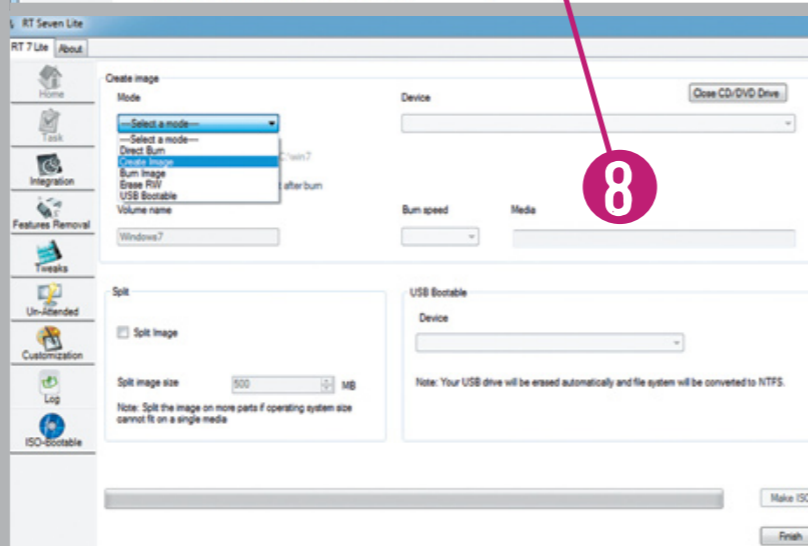 RT Seven Lite
RT 7 Lite About
Home
Task
Integration
Features Removal
Tweaks
Un-Attended
Customization
Log
ISO-Bootable
Create image
Mode
Device
Close CD/DVD Drive
---Select a mode---
---Select a mode---
Direct Burn
Create Image
Burn Image
Erase RW
USB Bootable
C:\win7
after burn
8
Volume name
Burn speed
Media
Windows7
Split
Split Image
Split image size 500 MB
Note: Split the image on more parts if operating system size
cannot fit on a single media
USB Bootable
Device
Note: Your USB drive will be erased automatically and file system will be converted to NTFS.
Make ISO
Finish